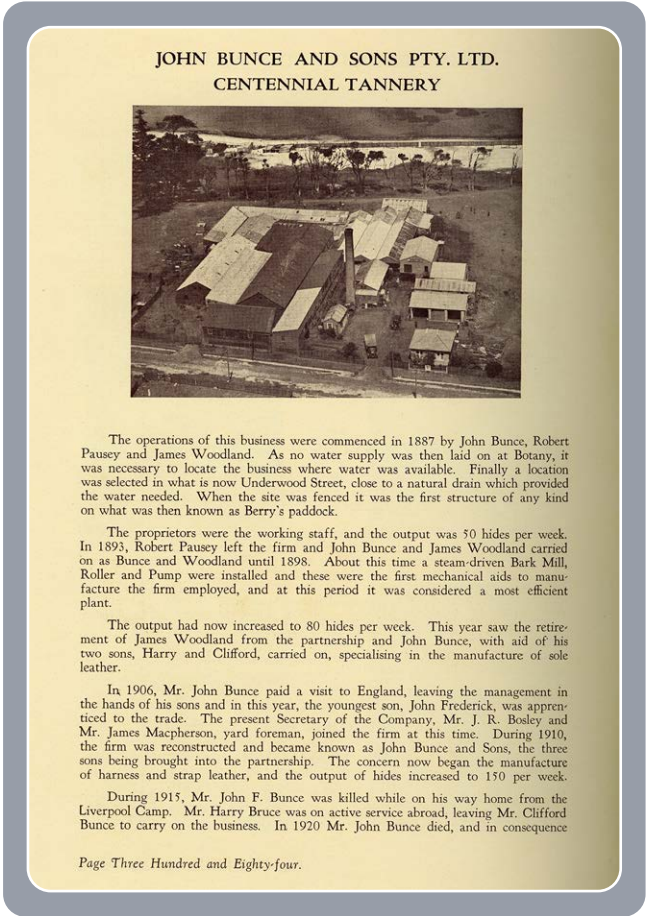 JOHN BUNCE AND SONS PTY. LTD.
CENTENNIAL TANNERY
The operations of this business were commenced in 1887 by John Bunce, Robert
Pausey and James Woodland. As no water supply was then laid on at Botany, it
was necessary to locate the business where water was available. Finally a location
was selected in what is now Underwood Street, close to a natural drain which provided
the water needed. When the site was fenced it was the first structure of any kind
on what was then known as Berry's paddock.
The proprietors were the working staff, and the output was 50 hides per week.
In 1893, Robert Pausey left the firm and John Bunce and James Woodland carried
on as Bunce and Woodland until 1898. About this time a steam-driven Bark Mill,
Roller and Pump were installed and these were the first mechanical aids to manu-
facture the firm employed, and at this period it was considered a most efficient
plant.
The output had now increased to 80 hides per week. This year saw the retire-
ment of James Woodland from the partnership and John Bunce, with aid of his
two sons, Harry and Clifford, carried on, specialising in the manufacture of sole
leather.
In 1906, Mr. John Bunce paid a visit to England, leaving the management in
the hands of his sons and in this year, the youngest son, John Frederick, was appren-
ticed to the trade. The present Secretary of the Company, Mr. J. R. Bosley and
Mr. James Macpherson, yard foreman, joined the firm at this time. During 1910,
the firm was reconstructed and became known as John Bunce and Sons, the three
sons being brought into the partnership. The concern now began the manufacture
of harness and strap leather, and the output of hides increased to 150 per week.
During 1915, Mr. John F. Bunce was killed while on his way home from the
Liverpool Camp. Mr. Harry Bruce was on active service abroad, leaving Mr. Clifford
Bunce to carry on the business. In 1920 Mr. John Bunce died, and in consequence
Page Three Hundred and Eighty-four.